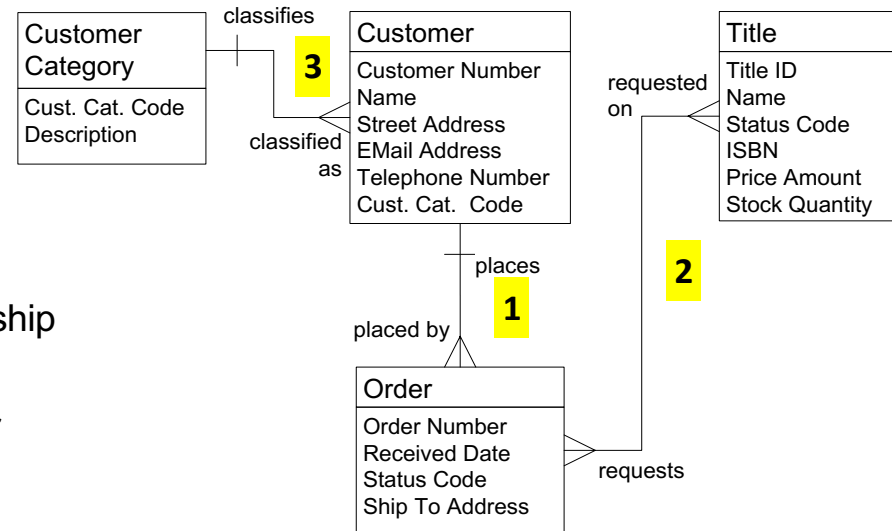 classifies
Customer
Category
Cust. Cat. Code
Description
3
classified
as
Customer
Customer Number
Name
Street Address
EMail Address
Telephone Number
Cust. Cat.  Code
Title
Title ID
Name
Status Code
ISBN
Price Amount
Stock Quantity
requested
on
2
places
1
placed by
ship
Order
Order Number
Received Date
Status Code
Ship To Address
requests